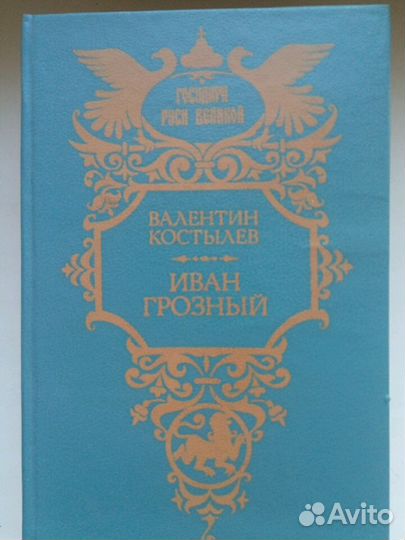 ГОСУДАРИ
РУСИ ВЕЛИКОЙ
ВАЛЕНТИН
КОСТЫЛЕВ
ИВАН
ГРОЗНЫЙ
Avito